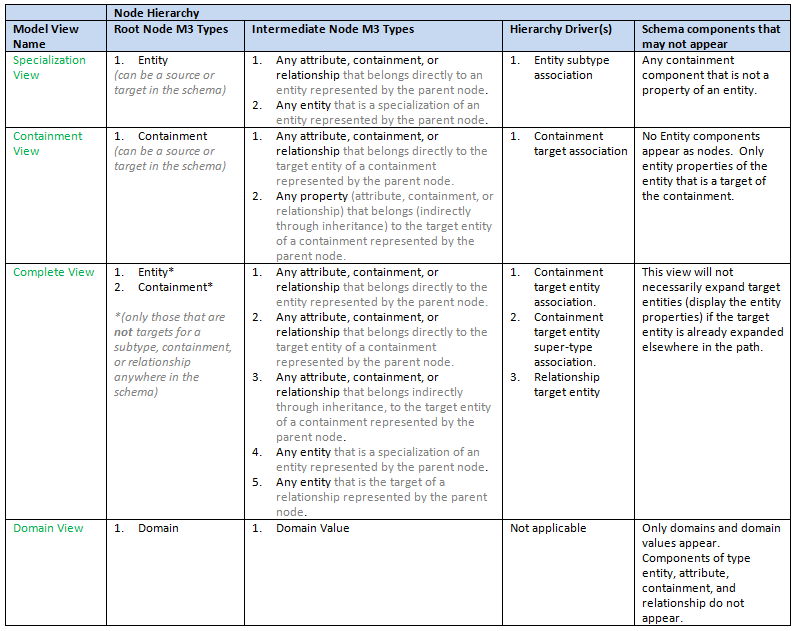 Node Hierarchy
Model View
Name
Root Node M3 Types
Intermediate Node M3 Types
Hierarchy Driver(s)
Schema components that
may not appear
Specialization
View
1. Entity
(can be a source or
target in the schema)
1. Any attribute, containment, or
relationship that belongs directly to an
entity represented by the parent node.
2. Any entity that is a specialization of an
entity represented by the parent node.
1. Entity subtype
association
Any containment
component that is not a
property of an entity.
Containment
View
1. Containment
(can be a source or
target in the schema)
1. Any attribute, containment, or
relationship that belongs directly to the
target entity of a containment
represented by the parent node.
2. Any property (attribute, containment, or
relationship) that belongs (indirectly
through inheritance) to the target entity
of a containment represented by the
parent node.
1. Containment
target association
No Entity components
appear as nodes. Only
entity properties of the
entity that is a target of
the containment.
Complete View
1. Entity*
2. Containment*
*(only those that are
not targets for a
subtype, containment,
or relationship
anywhere in the
schema)
1. Any attribute, containment, or
relationship that belongs directly to the
entity represented by the parent node.
2. Any attribute, containment, or
relationship that belongs directly to the
target entity of a containment
represented by the parent node.
3. Any attribute, containment, or
relationship that belongs indirectly
through inheritance, to the target entity
of a containment represented by the
parent node.
4. Any entity that is a specialization of an
entity represented by the parent node.
5. Any entity that is the target of a
relationship represented by the parent
node.
1. Containment
target entity
association.
2. Containment
target entity
super-type
association.
3. Relationship
target entity
This view will not
necessarily expand target
entities (display the entity
properties) if the target
entity is already expanded
elsewhere in the path.
Domain View
1. Domain
1. Domain Value
Not applicable
Only domains and domain
values appear.
Components of type
entity, attribute,
containment, and
relationship do not
appear.